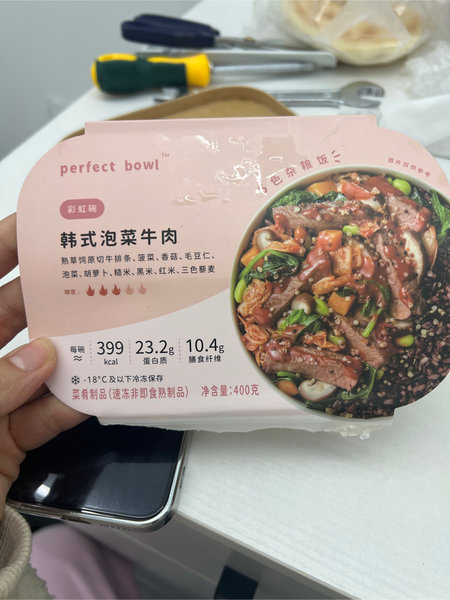 perfect bowl™
彩虹碗
韩式泡菜牛肉
熟草饲原切牛排条、菠菜、香菇、毛豆仁、
泡菜、胡萝卜、糙米、黑米、红米、三色藜麦
辣度：
每碗≈
399 kcal
23.2g 蛋白质
10.4g 膳食纤维
-18°C 及以下冷冻保存
菜肴制品（速冻非即食熟制品） 净含量：400克
色杂粮饭
图片仅供参考